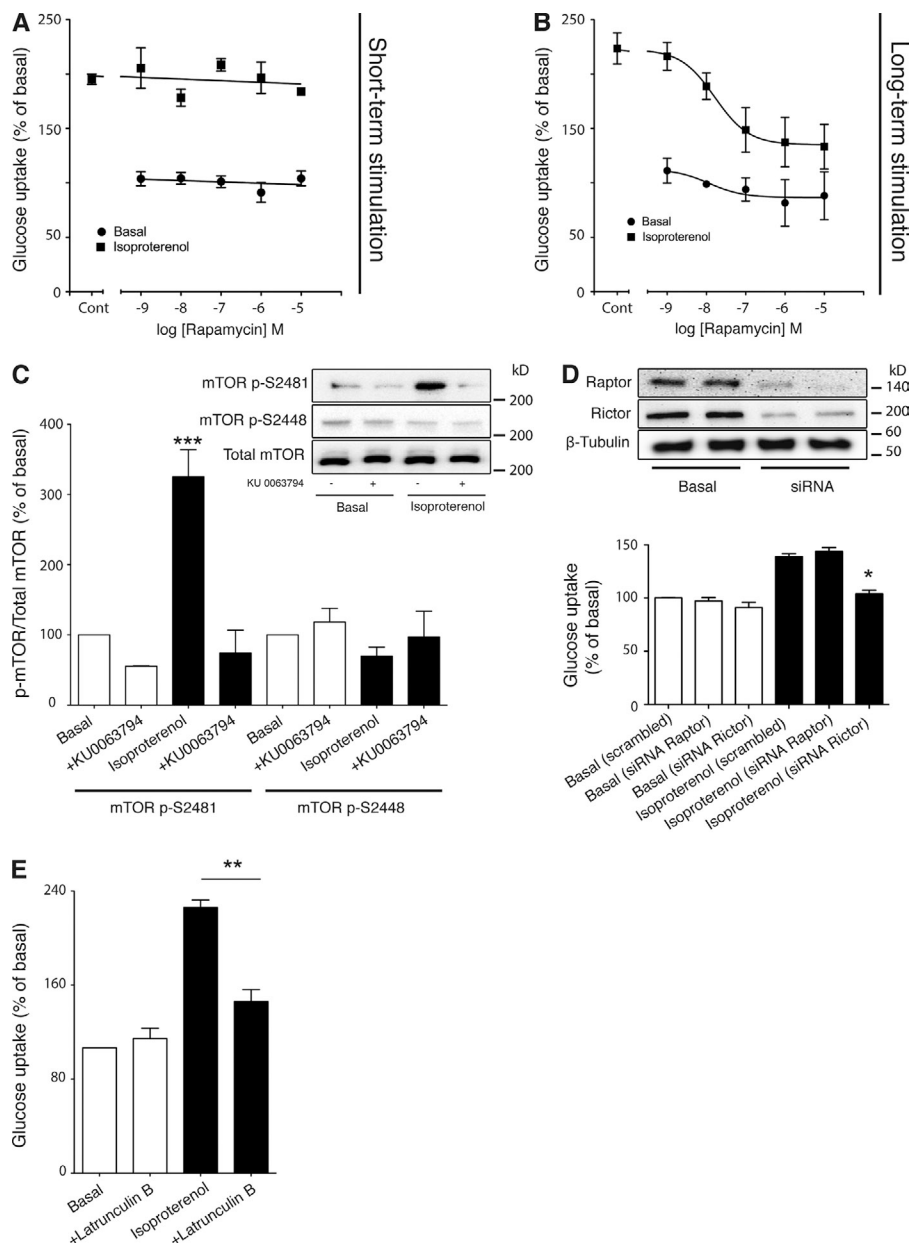 A
Glucose uptake (% of basal)
250
150
50
0
Basal
Isoproterenol
Cont
-9
-8
-7
-6
-5
log [Rapamycin] M
Short-term stimulation
B
Glucose uptake (% of basal)
250
150
50
0
Basal
Isoproterenol
Cont
-9
-8
-7
-6
-5
log [Rapamycin] M
Long-term stimulation
C
p-mTOR/Total mTOR (% of basal)
400
300
200
100
0
***
kD
mTOR p-S2481
200
mTOR p-S2448
200
Total mTOR
200
KU 0063794
- + - +
Basal
Isoproterenol
Basal
+KU0063794
Isoproterenol
+KU0063794
Basal
+KU0063794
Isoproterenol
+KU0063794
mTOR p-S2481
mTOR p-S2448
D
kD
Raptor
140
Rictor
200
60
β-Tubulin
50
Basal
siRNA
Glucose uptake
(% of basal)
150
100
50
0
*
Basal (scrambled)
Basal (siRNA Raptor)
Basal (siRNA Rictor)
Isoproterenol (scrambled)
Isoproterenol (siRNA Raptor)
Isoproterenol (siRNA Rictor)
E
Glucose uptake (% of basal)
240
160
80
0
**
Basal
+Latrunculin B
Isoproterenol
+Latrunculin B